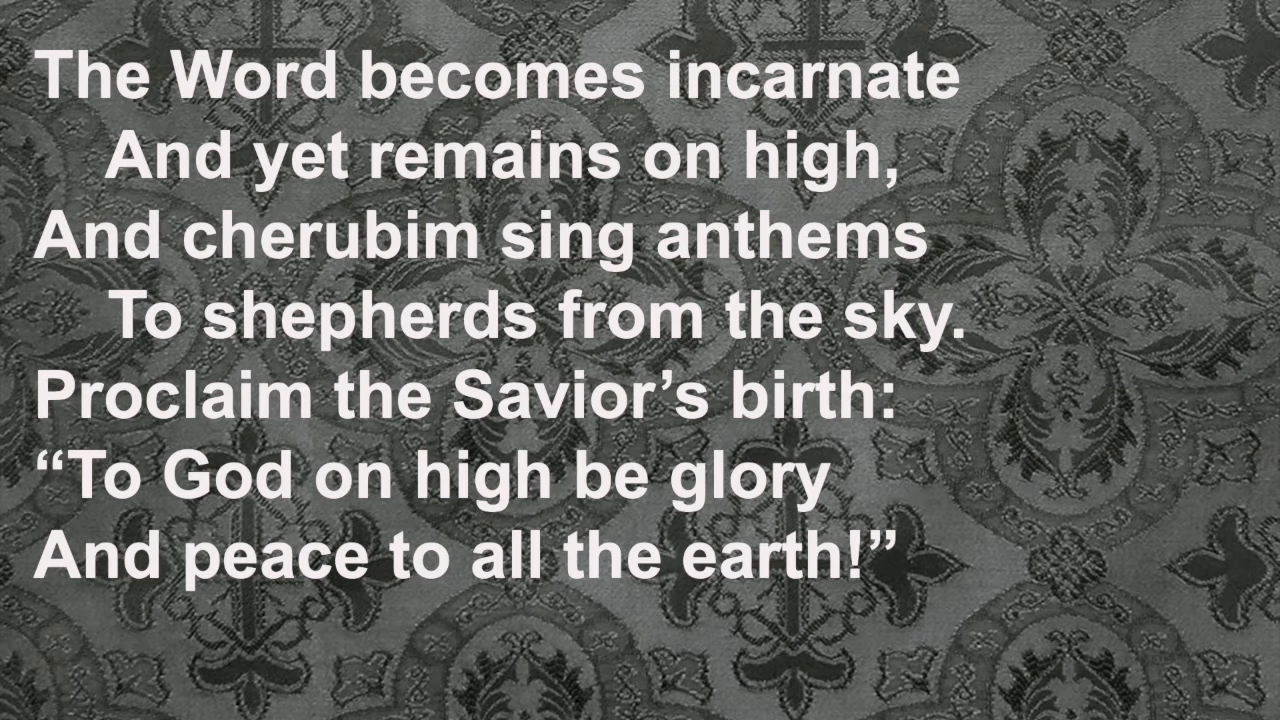 The Word becomes incarnate
And yet remains on high,
And cherubim sing anthems
To shepherds from the sky.
Proclaim the Savior’s birth:
“To God on high be glory
And peace to all the earth!”